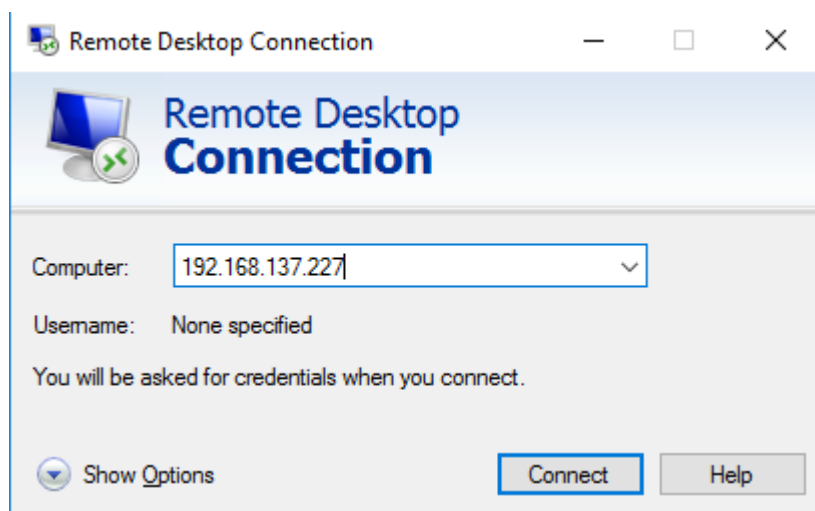 Remote Desktop Connection
Remote Desktop
Connection
Computer: 192.168.137.227
Username: None specified
You will be asked for credentials when you connect.
Show Options Connect Help